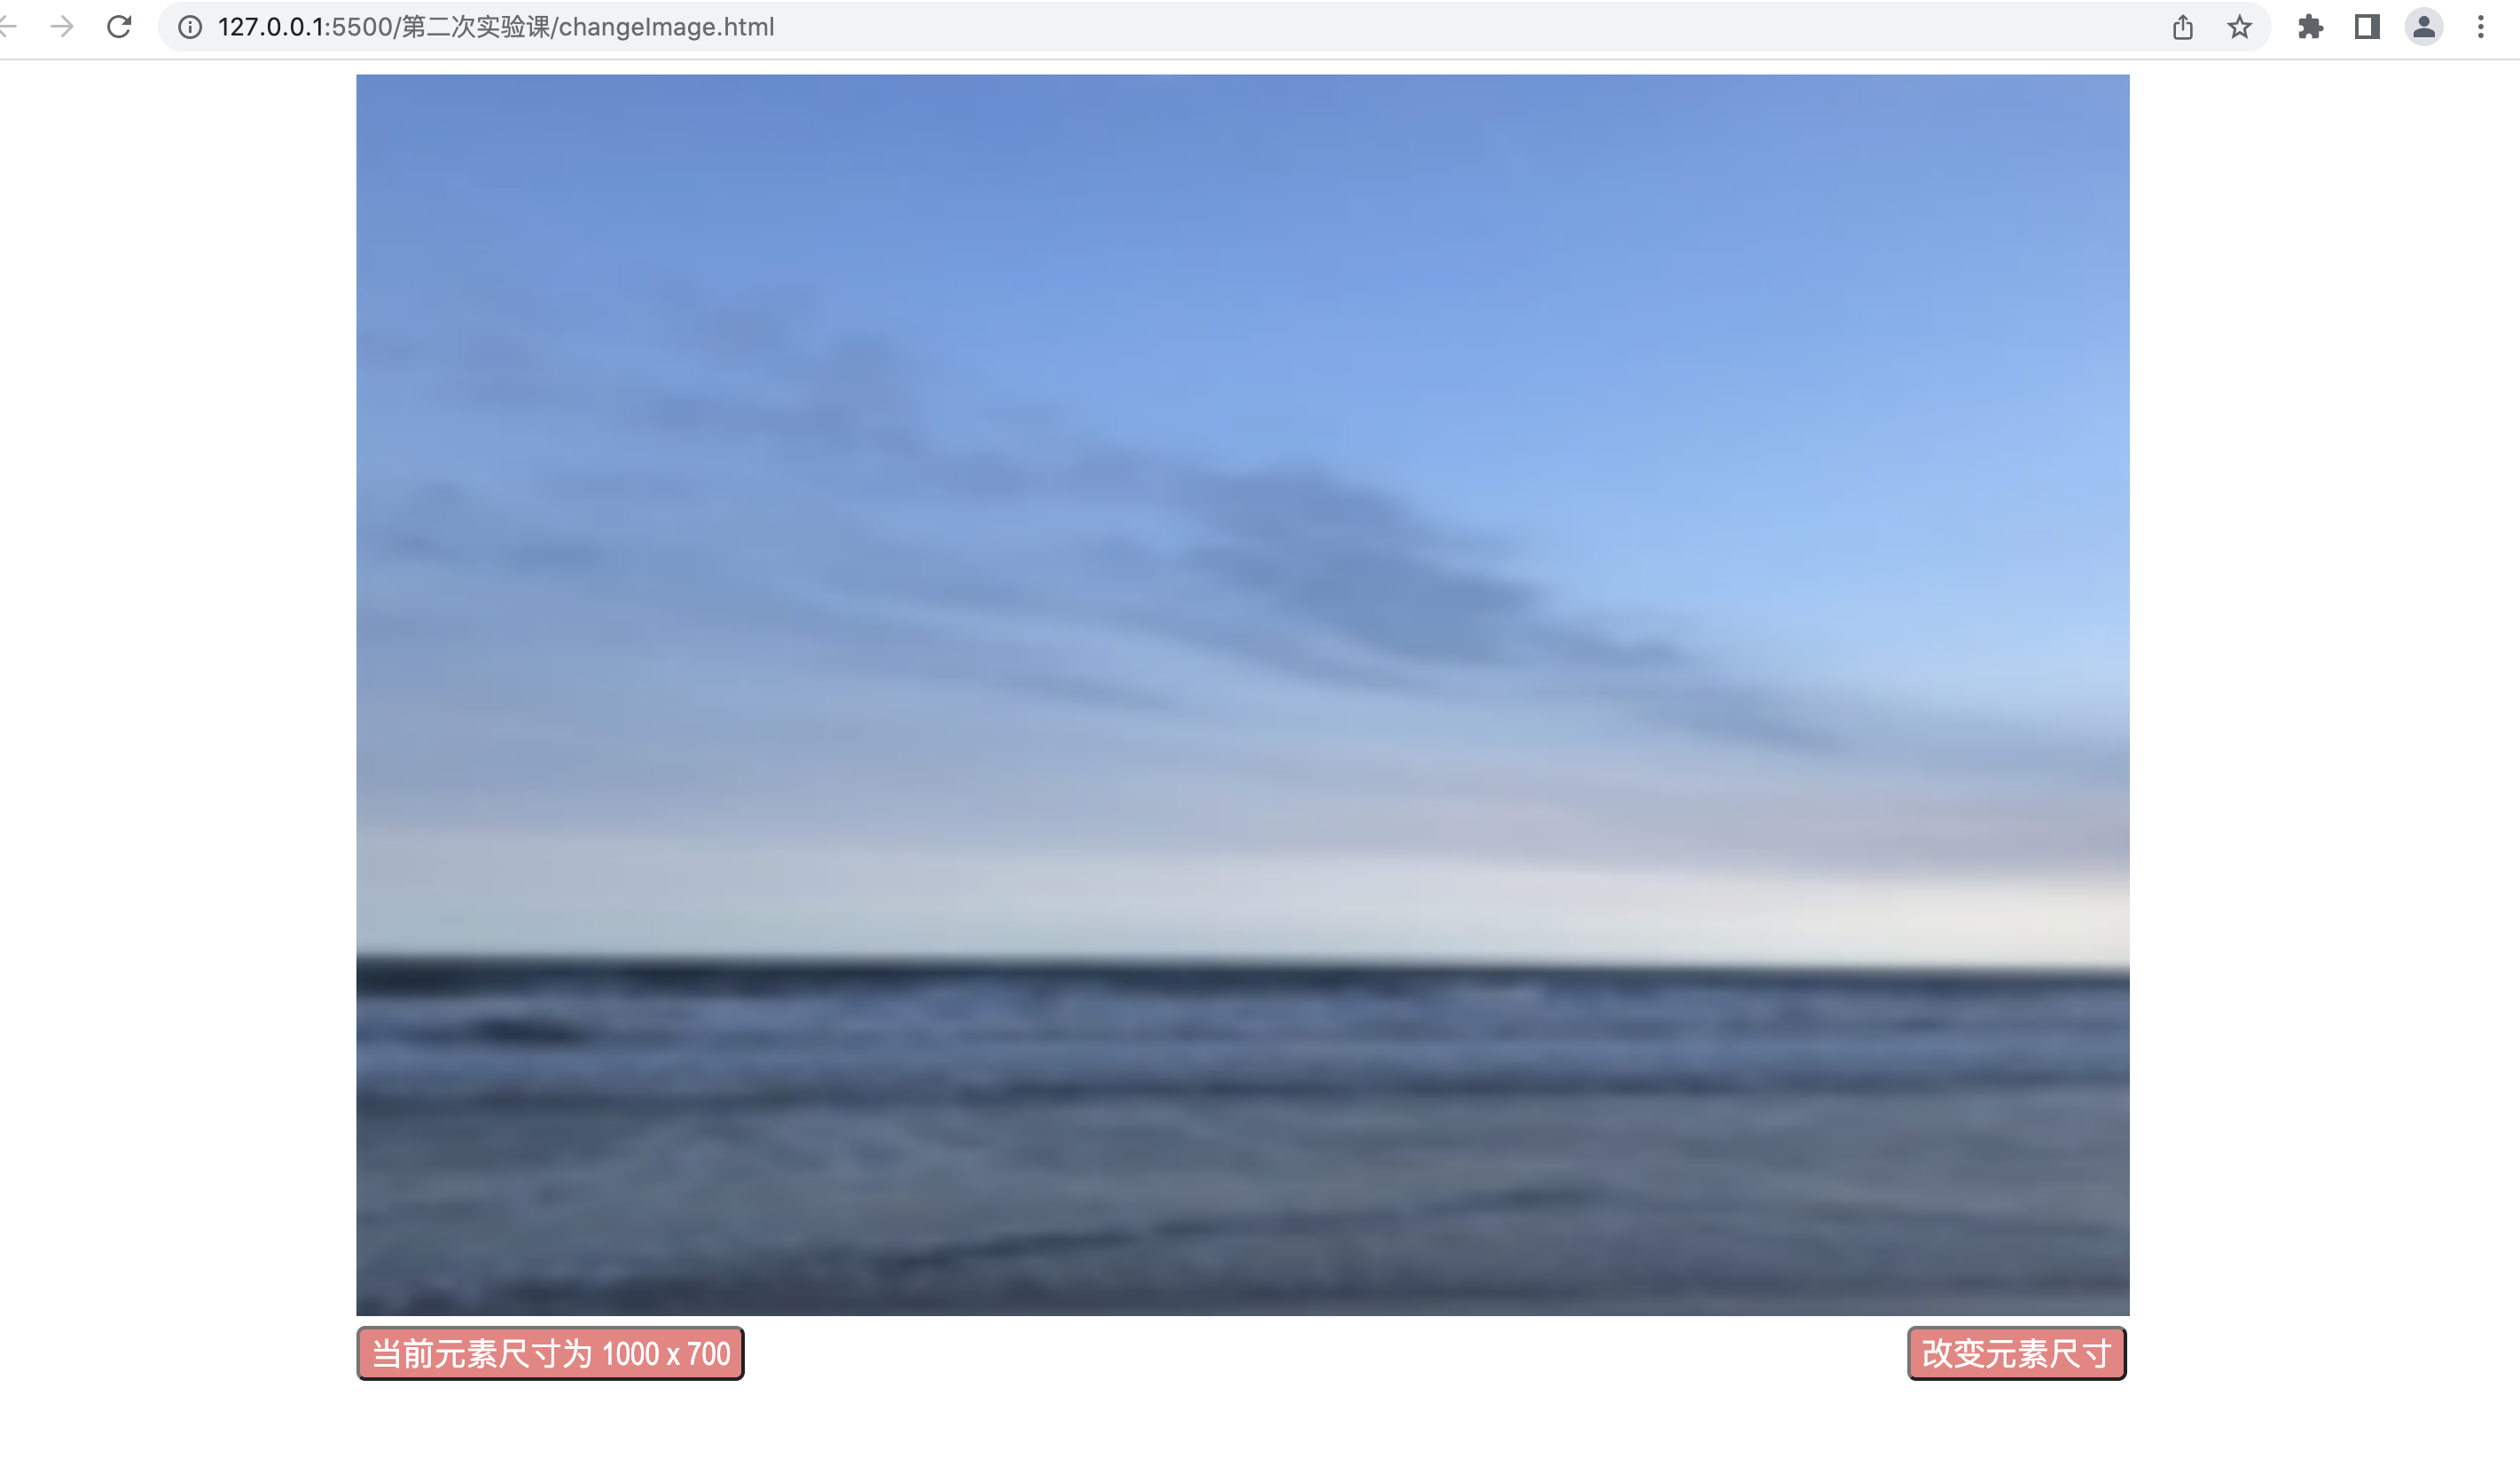 127.0.0.1:5500/第二次实验课/changeImage.html
当前元素尺寸为 1000 x 700
改变元素尺寸